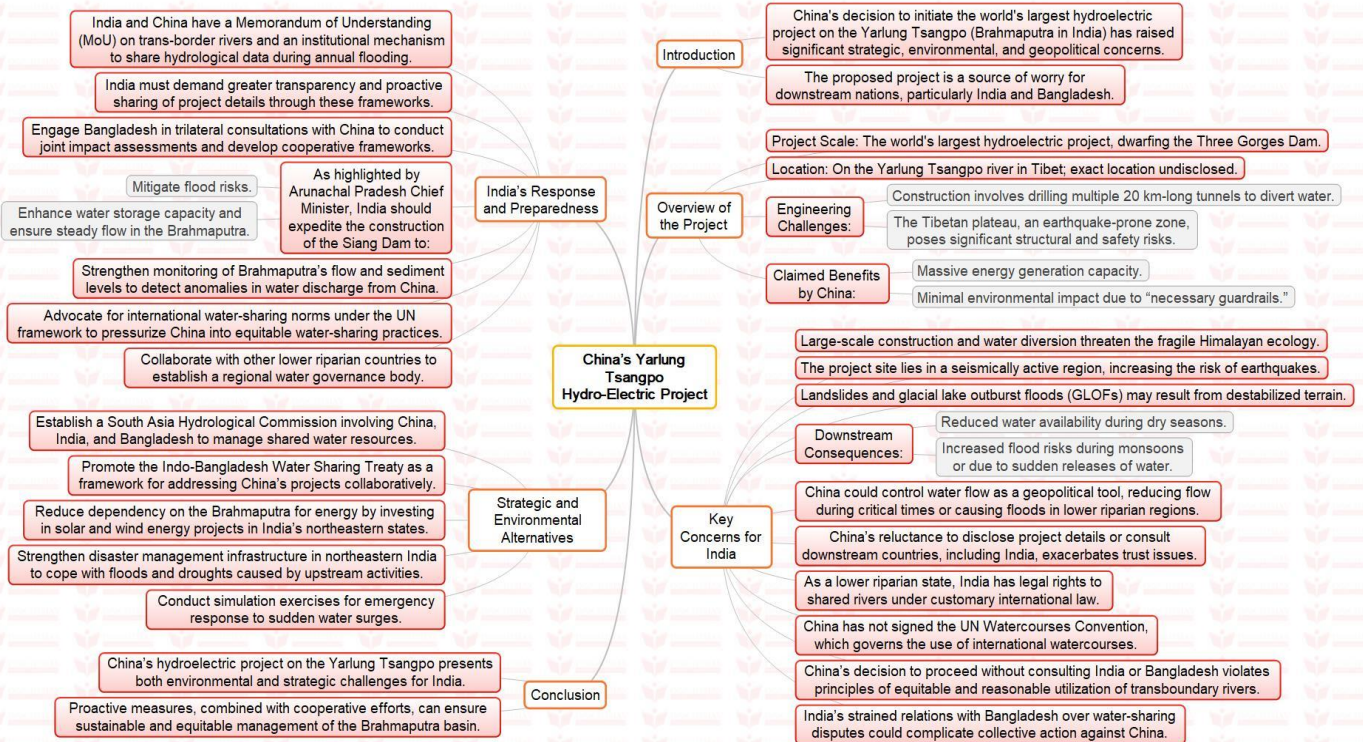 China's Yarlung
Tsangpo
Hydro-Electric Project
Introduction
China's decision to initiate the world's largest hydroelectric
project on the Yarlung Tsangpo (Brahmaputra in India) has raised
significant strategic, environmental, and geopolitical concerns.
The proposed project is a source of worry for
downstream nations, particularly India and Bangladesh.
Overview of
the Project
Project Scale: The world's largest hydroelectric project, dwarfing the Three Gorges Dam.
Location: On the Yarlung Tsangpo river in Tibet; exact location undisclosed.
Engineering
Challenges:
Construction involves drilling multiple 20 km-long tunnels to divert water.
The Tibetan plateau, an earthquake-prone zone,
poses significant structural and safety risks.
Claimed Benefits
by China:
Massive energy generation capacity.
Minimal environmental impact due to “necessary guardrails.”
Key
Concerns for
India
Large-scale construction and water diversion threaten the fragile Himalayan ecology.
The project site lies in a seismically active region, increasing the risk of earthquakes.
Landslides and glacial lake outburst floods (GLOFs) may result from destabilized terrain.
Downstream
Consequences:
Reduced water availability during dry seasons.
Increased flood risks during monsoons
or due to sudden releases of water.
China could control water flow as a geopolitical tool, reducing flow
during critical times or causing floods in lower riparian regions.
China's reluctance to disclose project details or consult
downstream countries, including India, exacerbates trust issues.
As a lower riparian state, India has legal rights to
shared rivers under customary international law.
China has not signed the UN Watercourses Convention,
which governs the use of international watercourses.
China's decision to proceed without consulting India or Bangladesh violates
principles of equitable and reasonable utilization of transboundary rivers.
India's strained relations with Bangladesh over water-sharing
disputes could complicate collective action against China.
India's Response
and Preparedness
India and China have a Memorandum of Understanding
(MoU) on trans-border rivers and an institutional mechanism
to share hydrological data during annual flooding.
India must demand greater transparency and proactive
sharing of project details through these frameworks.
Engage Bangladesh in trilateral consultations with China to conduct
joint impact assessments and develop cooperative frameworks.
As highlighted by
Arunachal Pradesh Chief
Minister, India should
expedite the construction
of the Siang Dam to:
Mitigate flood risks.
Enhance water storage capacity and
ensure steady flow in the Brahmaputra.
Strengthen monitoring of Brahmaputra's flow and sediment
levels to detect anomalies in water discharge from China.
Advocate for international water-sharing norms under the UN
framework to pressurize China into equitable water-sharing practices.
Collaborate with other lower riparian countries to
establish a regional water governance body.
Strategic and
Environmental
Alternatives
Establish a South Asia Hydrological Commission involving China,
India, and Bangladesh to manage shared water resources.
Promote the Indo-Bangladesh Water Sharing Treaty as a
framework for addressing China's projects collaboratively.
Reduce dependency on the Brahmaputra for energy by investing
in solar and wind energy projects in India's northeastern states.
Strengthen disaster management infrastructure in northeastern India
to cope with floods and droughts caused by upstream activities.
Conduct simulation exercises for emergency
response to sudden water surges.
Conclusion
China's hydroelectric project on the Yarlung Tsangpo presents
both environmental and strategic challenges for India.
Proactive measures, combined with cooperative efforts, can ensure
sustainable and equitable management of the Brahmaputra basin.